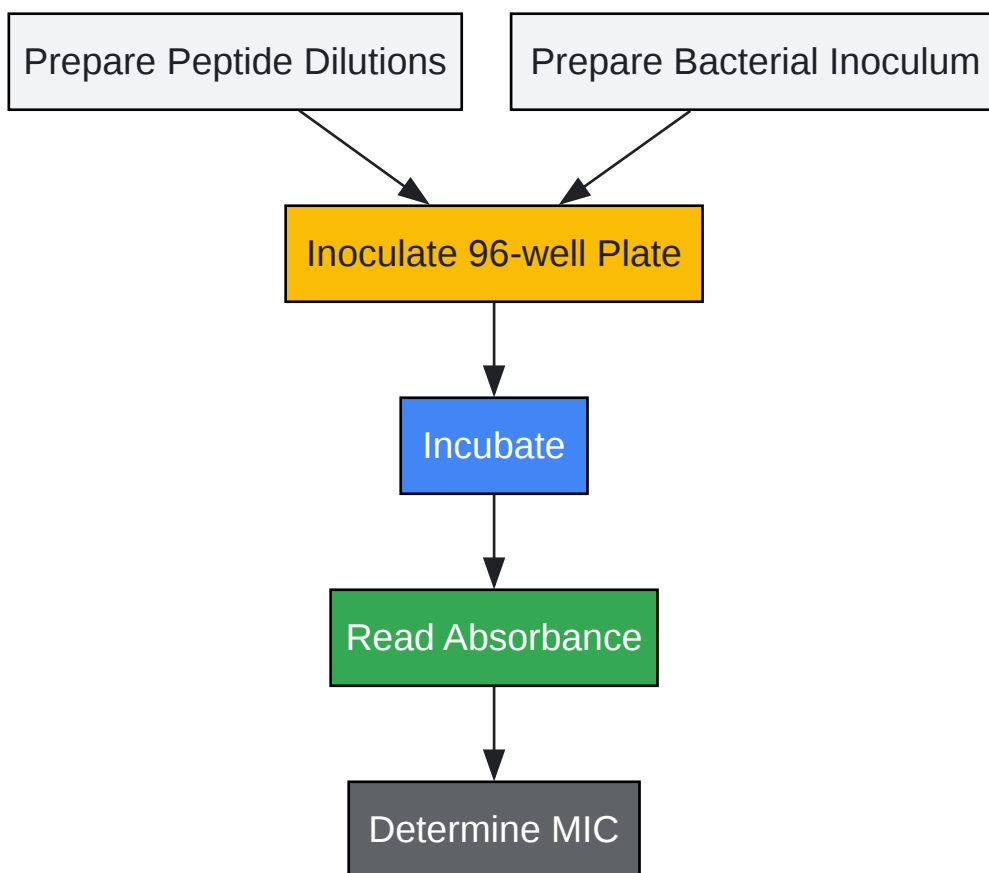 Prepare Peptide Dilutions
Prepare Bacterial Inoculum
Inoculate 96-well Plate
Incubate
Read Absorbance
Determine MIC